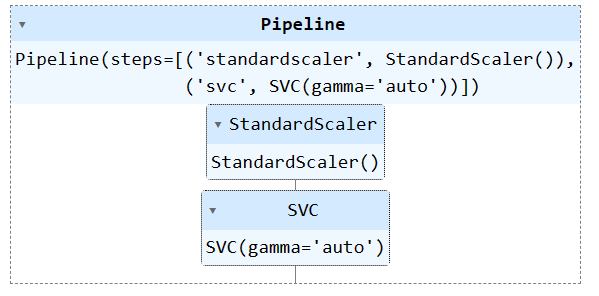 Pipeline
Pipeline(steps=[('standardscaler', StandardScaler()),
('svc', SVC(gamma='auto'))])
StandardScaler
StandardScaler()
SVC
SVC(gamma='auto')